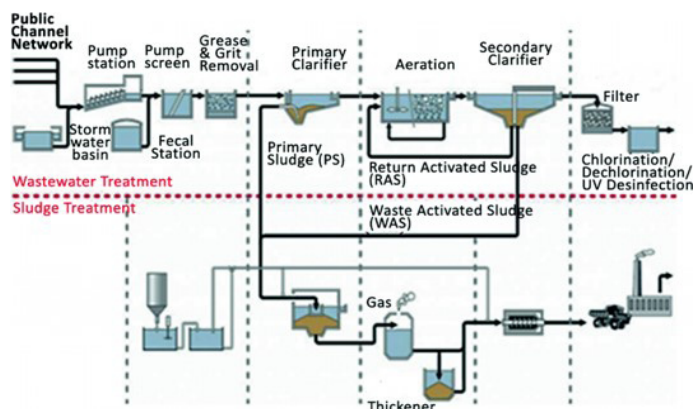 Public
Channel
Network
Pump
station
Pump
screen
Grease
& Grit
Removal
Primary
Clarifier
Aeration
Secondary
Clarifier
Filter
Storm
water
basin
Fecal
Station
Primary
Sludge (PS)
Return Activated Sludge
(RAS)
Chlorination/
Dechlorination/
UV Desinfection
Wastewater Treatment
Sludge Treatment
Waste Activated Sludge
(WAS)
Gas
Thickener